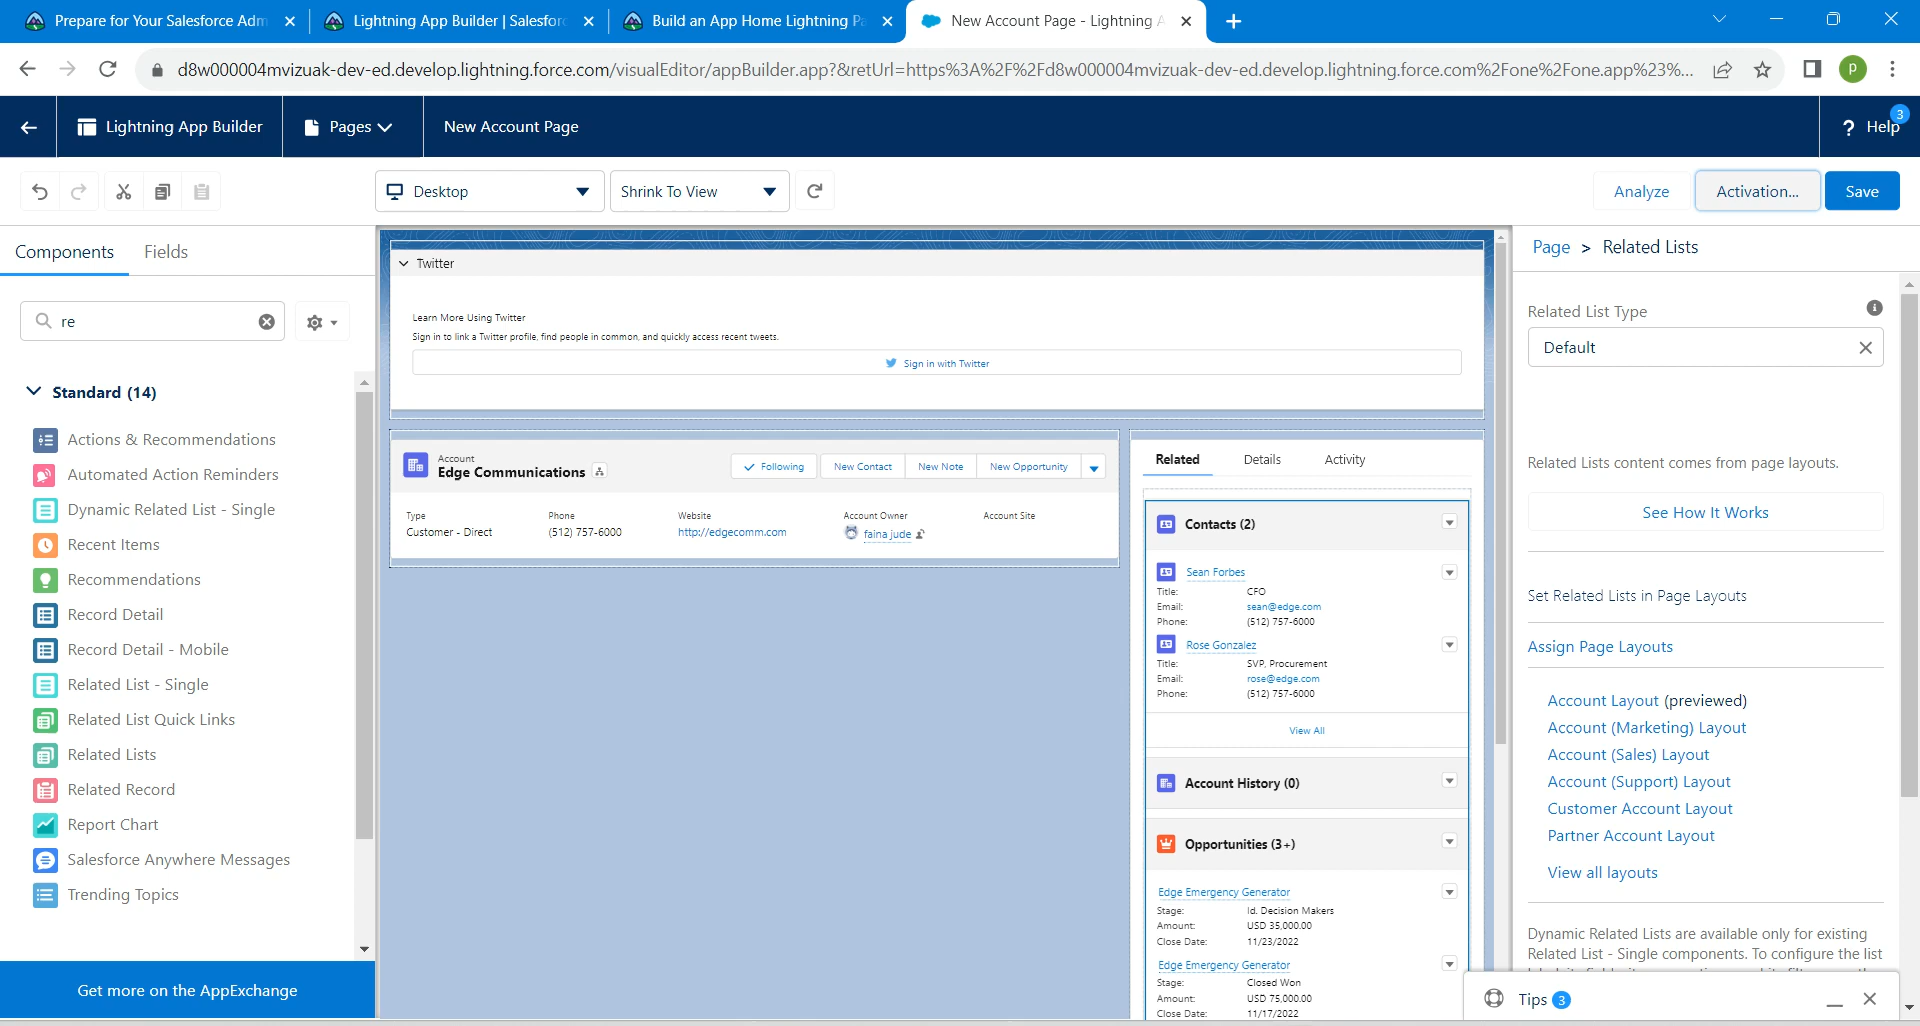 Prepare for Your Salesforce Adm
Lightning App Builder | Salesforc
Build an App Home Lightning Pa
New Account Page - Lightning A
d8w000004mvizuak-dev-ed.develop.lightning.force.com/visualEditor/appBuilder.app?&retUrl=https%3A%2F%2Fd8w000004mvizuak-dev-ed.develop.lightning.force.com%2Fone%2Fone.app%23%...
P
Lightning App Builder
Pages
New Account Page
? Help
3
Desktop
Shrink To View
Analyze
Activation...
Save
Components
Fields
re
Standard (14)
Actions & Recommendations
Automated Action Reminders
Dynamic Related List - Single
Recent Items
Recommendations
Record Detail
Record Detail - Mobile
Related List - Single
Related List Quick Links
Related Lists
Related Record
Report Chart
Salesforce Anywhere Messages
Trending Topics
Get more on the AppExchange
Twitter
Learn More Using Twitter
Sign in to link a Twitter profile, find people in common, and quickly access recent tweets.
Sign in with Twitter
Account
Edge Communications
Following
New Contact
New Note
New Opportunity
Type
Customer - Direct
Phone
(512) 757-6000
Website
http://edgecomm.com
Account Owner
faina jude
Account Site
Related
Details
Activity
Contacts (2)
Sean Forbes
Title: CFO
Email: sean@edge.com
Phone: (512) 757-6000
Rose Gonzalez
Title: SVP, Procurement
Email: rose@edge.com
Phone: (512) 757-6000
View All
Account History (0)
Opportunities (3+)
Edge Emergency Generator
Stage: Id. Decision Makers
Amount: USD 35,000.00
Close Date: 11/23/2022
Edge Emergency Generator
Stage: Closed Won
Amount: USD 75,000.00
Close Date: 11/17/2022
Page > Related Lists
Related List Type
Default
Related Lists content comes from page layouts.
See How It Works
Set Related Lists in Page Layouts
Assign Page Layouts
Account Layout (previewed)
Account (Marketing) Layout
Account (Sales) Layout
Account (Support) Layout
Customer Account Layout
Partner Account Layout
View all layouts
Dynamic Related Lists are available only for existing
Related List - Single components. To configure the list
Tips 3